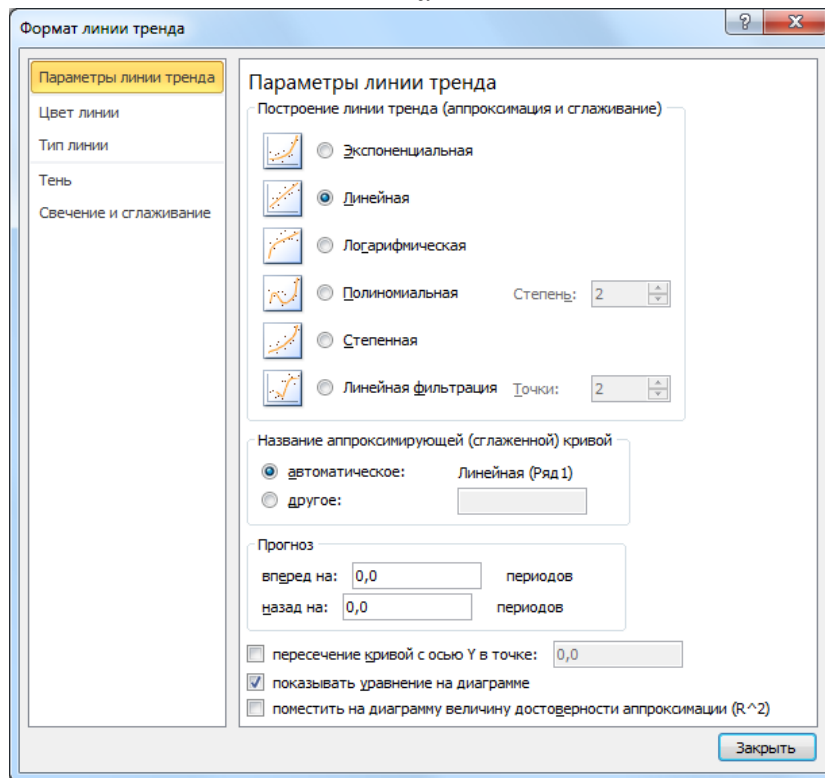 Формат линии тренда
Параметры линии тренда
Цвет линии
Тип линии
Тень
Свечение и сглаживание
Параметры линии тренда
Построение линии тренда (аппроксимация и сглаживание)
Экспоненциальная
Линейная
Логарифмическая
Полиномиальная Степень: 2
Степенная
Линейная фильтрация Точки: 2
Название аппроксимирующей (сглаженной) кривой
автоматическое: Линейная (Ряд1)
другое:
Прогноз
вперед на: 0,0 периодов
назад на: 0,0 периодов
пересечение кривой с осью Y в точке: 0,0
показывать уравнение на диаграмме
поместить на диаграмму величину достоверности аппроксимации (R^2)
Закрыть